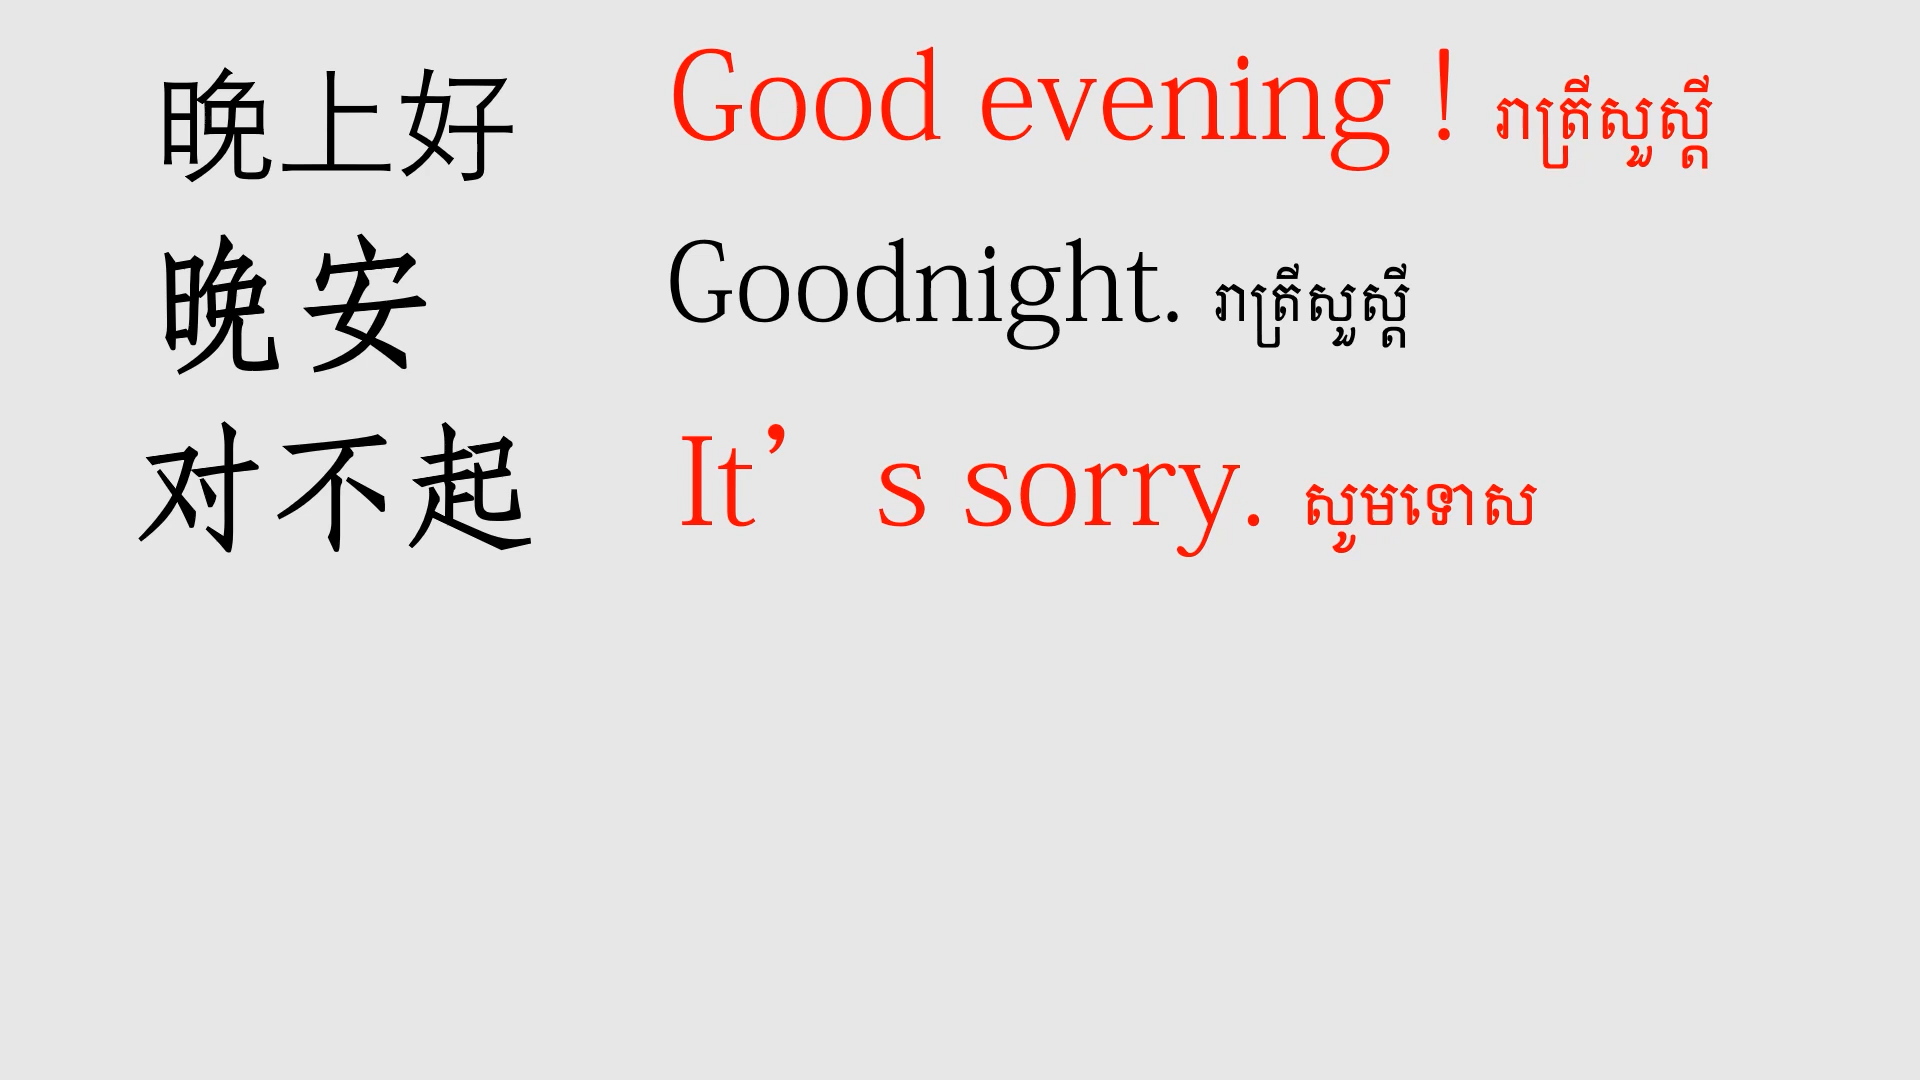 晚上好 Good evening ! រាត្រីសួស្តី
晚安 Goodnight. រាត្រីសួស្តី
对不起 It’s sorry. សូមទោស